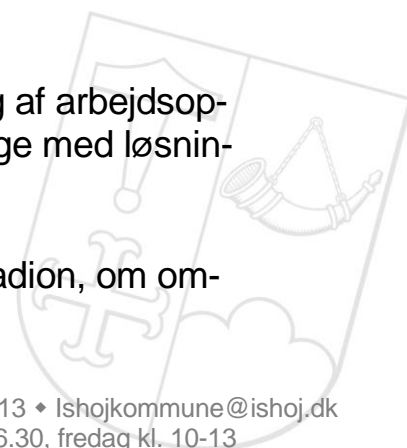 g af arbejdsop-
ge med løsnin-
adion, om om-
13 ◆ Ishojkommune@ishoj.dk
6.30, fredag kl. 10-13